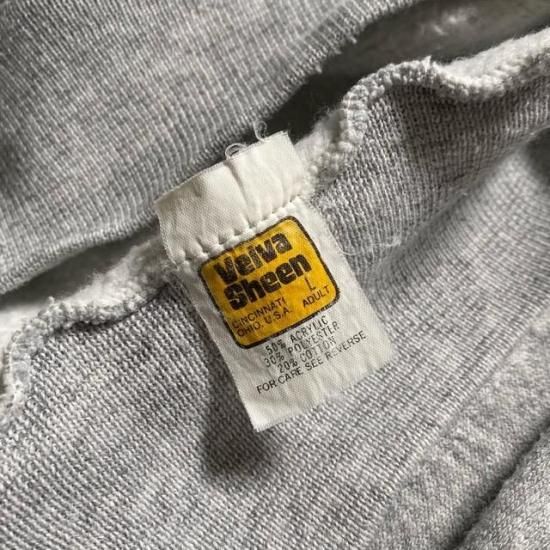 Velva
Sheen
CINCINNATI L
OHIO, U.S.A. ADULT
50% ACRYLIC
30% POLYESTER
20% COTTON
FOR CARE SEE REVERSE